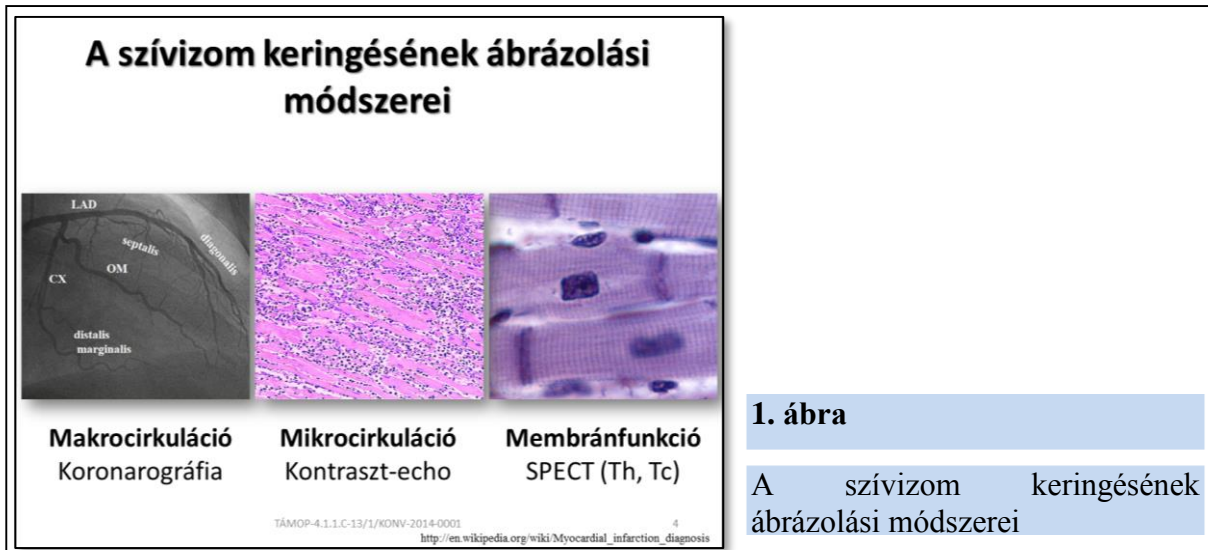 A szívizom keringésének ábrázolási
módszerei
LAD
septalis
diagonalis
CX
OM
distalis
marginalis
Makrocirkuláció
Koronarográfia
Mikrocirkuláció
Kontraszt-echo
Membránfunkció
SPECT (Th, Tc)
TÁMOP-4.1.1.C-13/1/KONV-2014-0001
4
http://en.wikipedia.org/wiki/Myocardial_infarction_diagnosis
1. ábra
A szívizom keringésének
ábrázolási módszerei